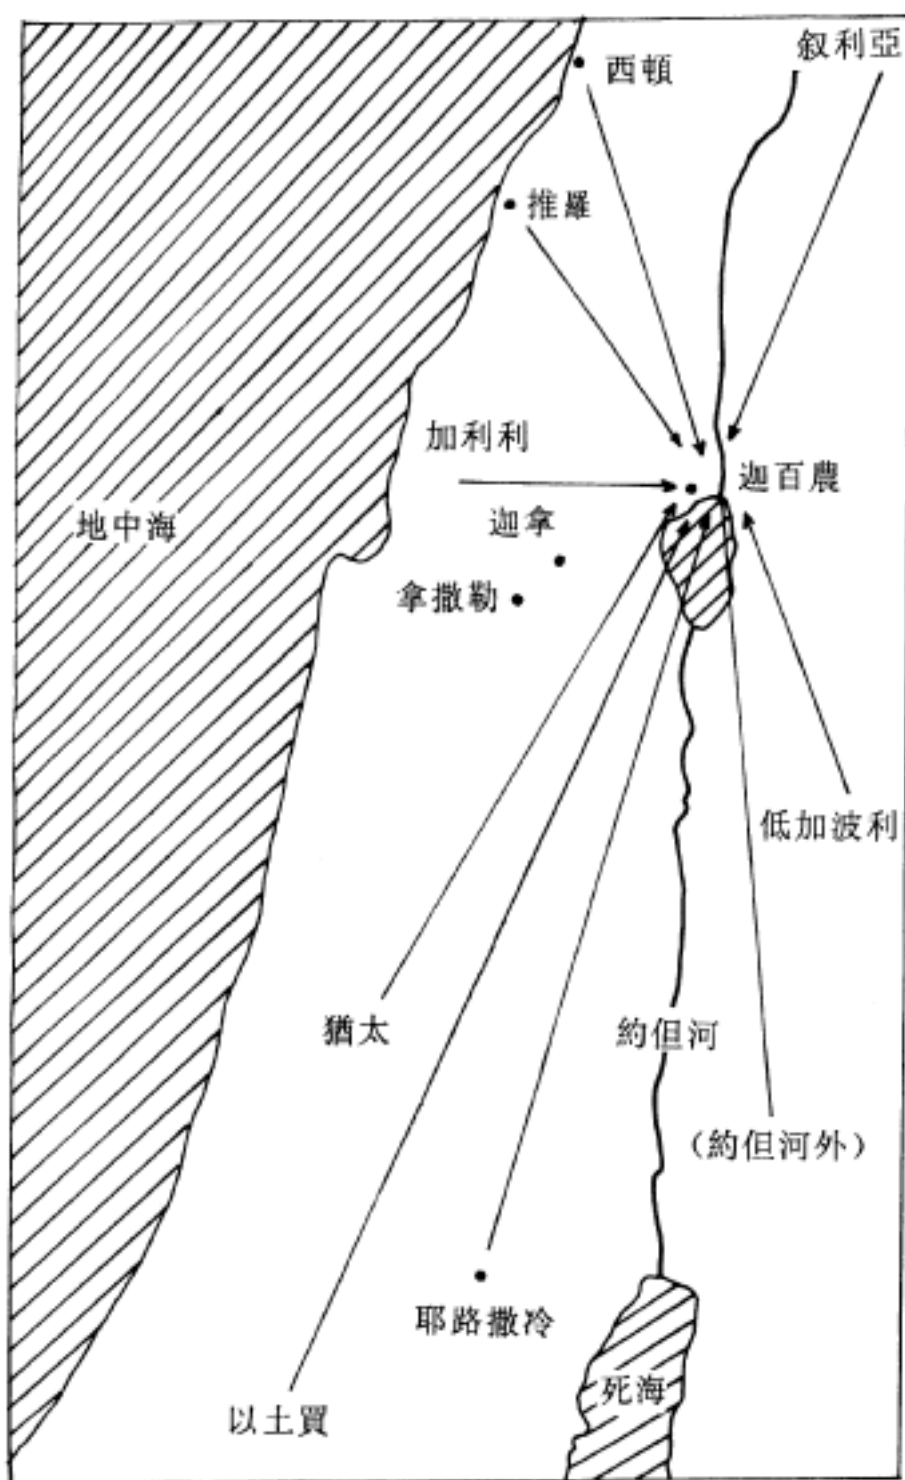 叙利亞
西頓
推羅
加利利
迦百農
地中海
迦拿
拿撒勒
低加波利
猶太
約但河
（約但河外）
耶路撒冷
死海
以土買